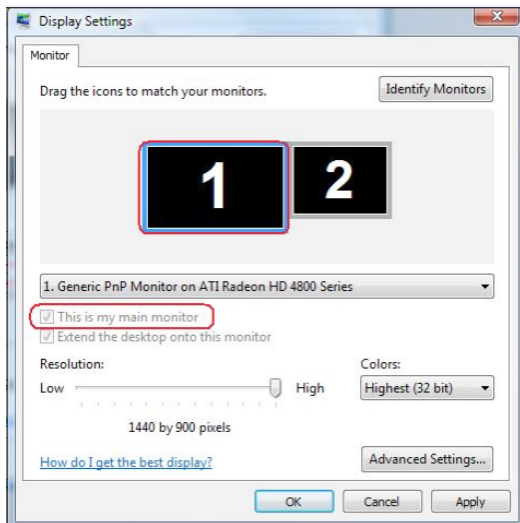 Display Settings
Monitor
Drag the icons to match your monitors.
Identify Monitors
1
2
1. Generic PnP Monitor on ATI Radeon HD 4800 Series
This is my main monitor
Extend the desktop onto this monitor
Resolution:
Colors:
Low
High
Highest (32 bit)
1440 by 900 pixels
How do I get the best display?
Advanced Settings...
OK
Cancel
Apply